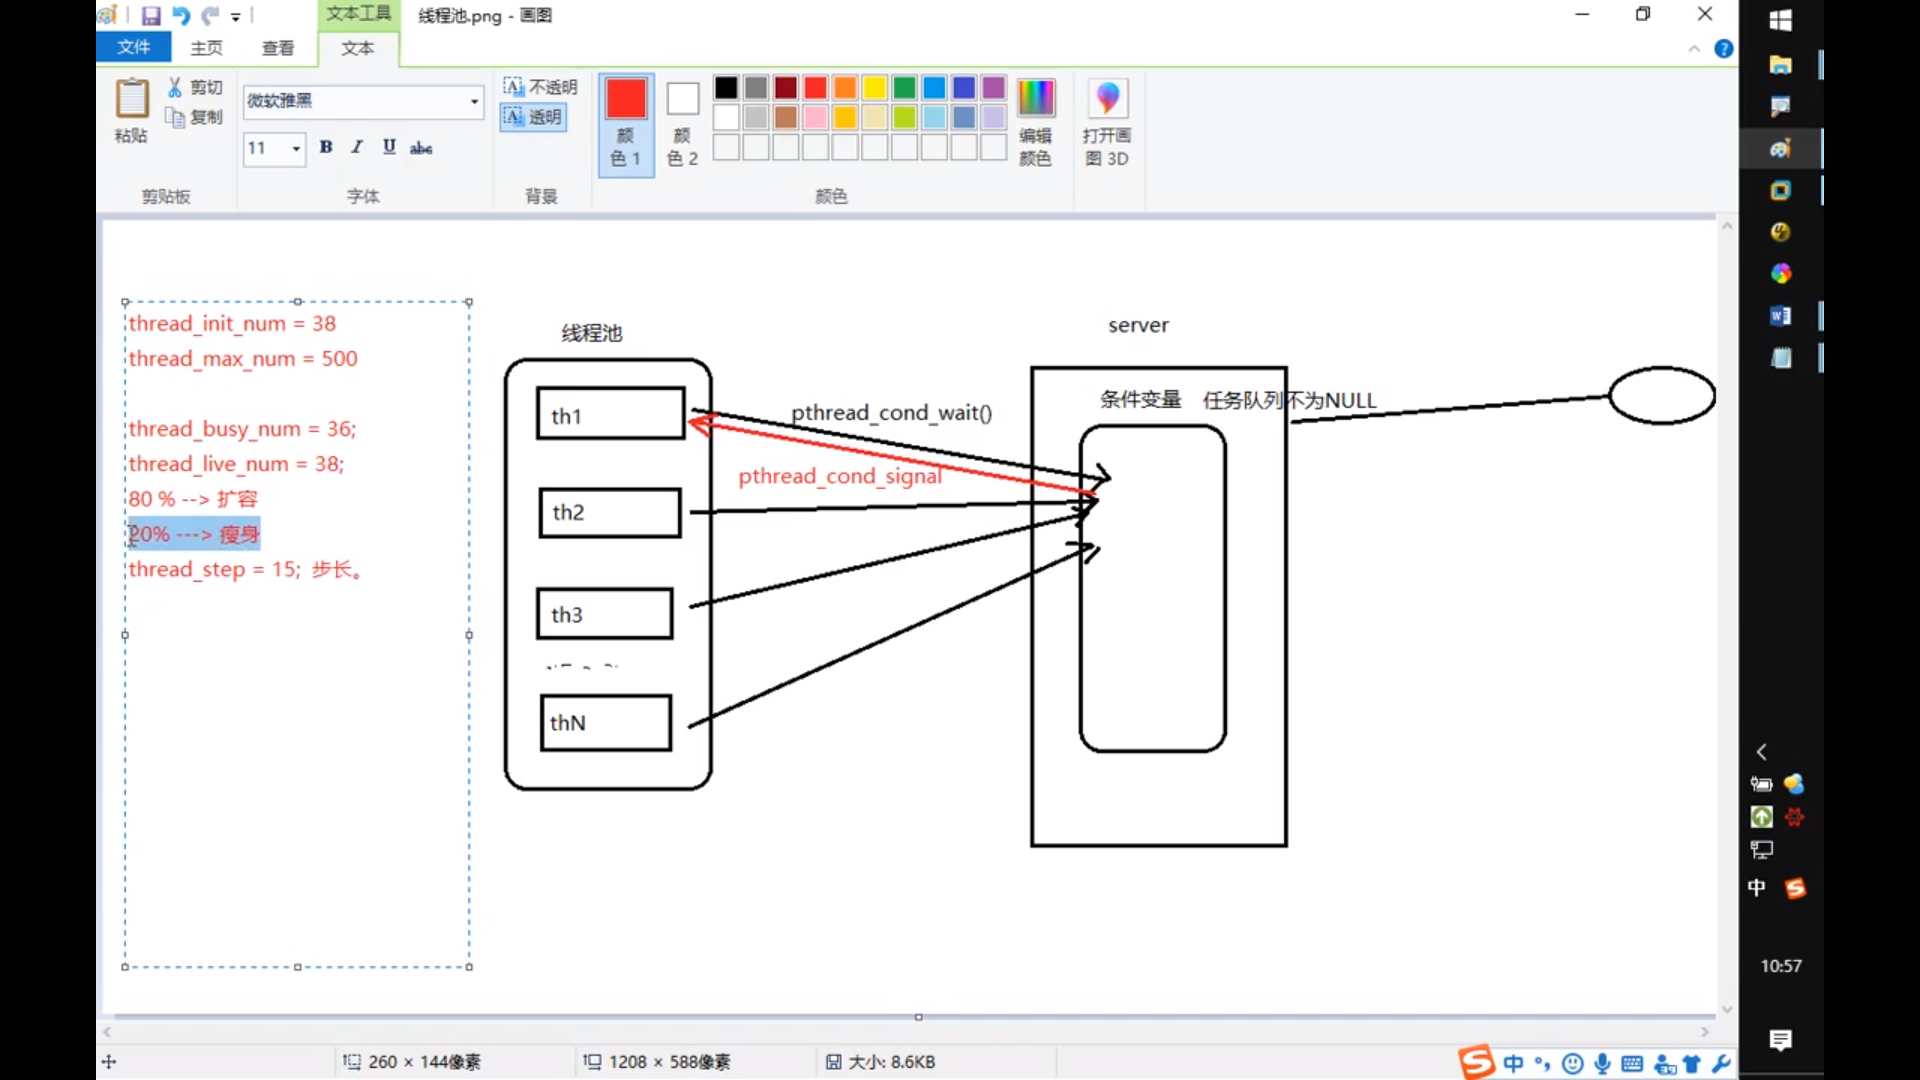 文本工具
线程池.png - 画图
文件
主页
查看
文本
粘贴
剪切
复制
剪贴板
微软雅黑
11
B I U abc
字体
不透明
透明
背景
颜
色 1
颜
色 2
颜色
编辑
颜色
打开画
图 3D
thread_init_num = 38
thread_max_num = 500
thread_busy_num = 36;
thread_live_num = 38;
80 % --> 扩容
20% ---> 瘦身
thread_step = 15; 步长。
线程池
th1
th2
th3
thN
pthread_cond_wait()
pthread_cond_signal
server
条件变量 任务队列不为NULL
260 × 144像素
1208 × 588像素
大小: 8.6KB
中
10:57
中